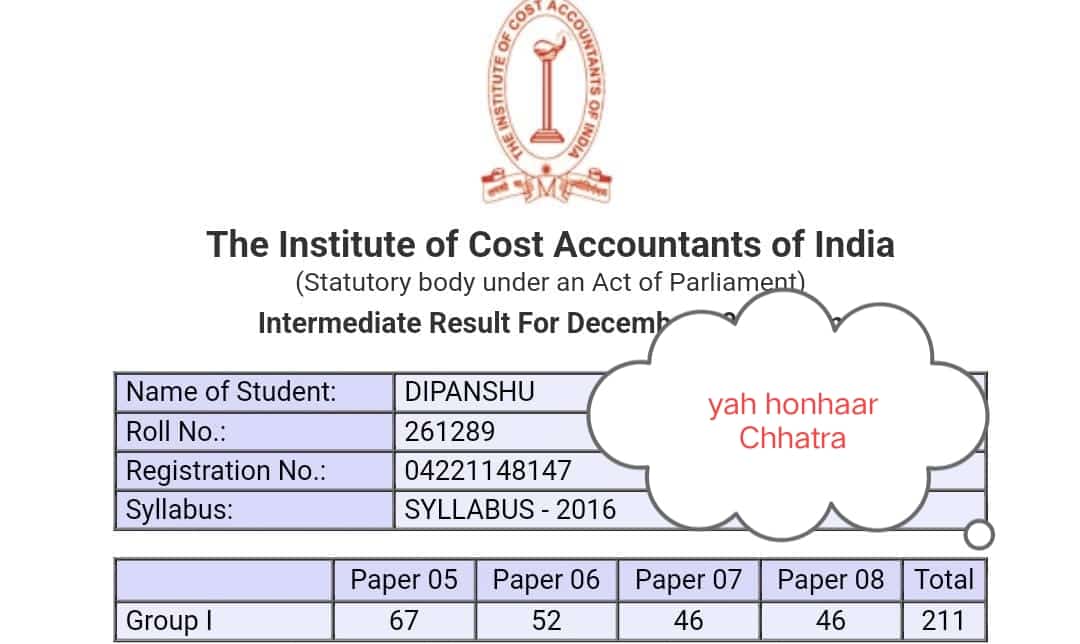 THE INSTITUTE OF COST ACCOUNTANTS OF INDIA
The Institute of Cost Accountants of India
(Statutory body under an Act of Parliament)
Intermediate Result For
Name of Student: DIPANSHU
Roll No.: 261289
Registration No.: 04221148147
Syllabus: SYLLABUS - 2016
yah honhaar
Chhatra
Paper 05 Paper 06 Paper 07 Paper 08 Total
Group I 67 52 46 46 211